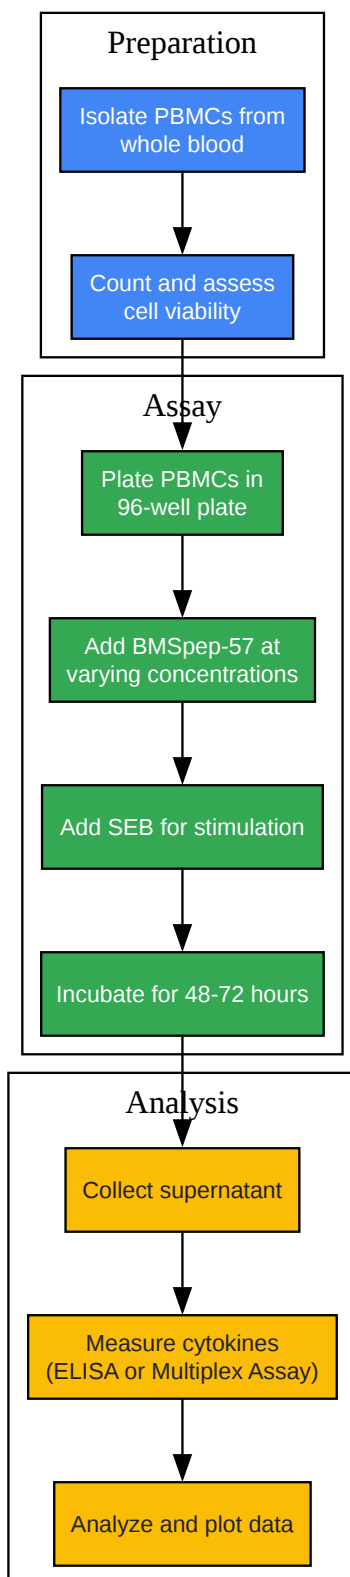 Preparation
Isolate PBMCs from
whole blood
Count and assess
cell viability
Assay
Plate PBMCs in
96-well plate
Add BMSpep-57 at
varying concentrations
Add SEB for stimulation
Incubate for 48-72 hours
Analysis
Collect supernatant
Measure cytokines
(ELISA or Multiplex Assay)
Analyze and plot data